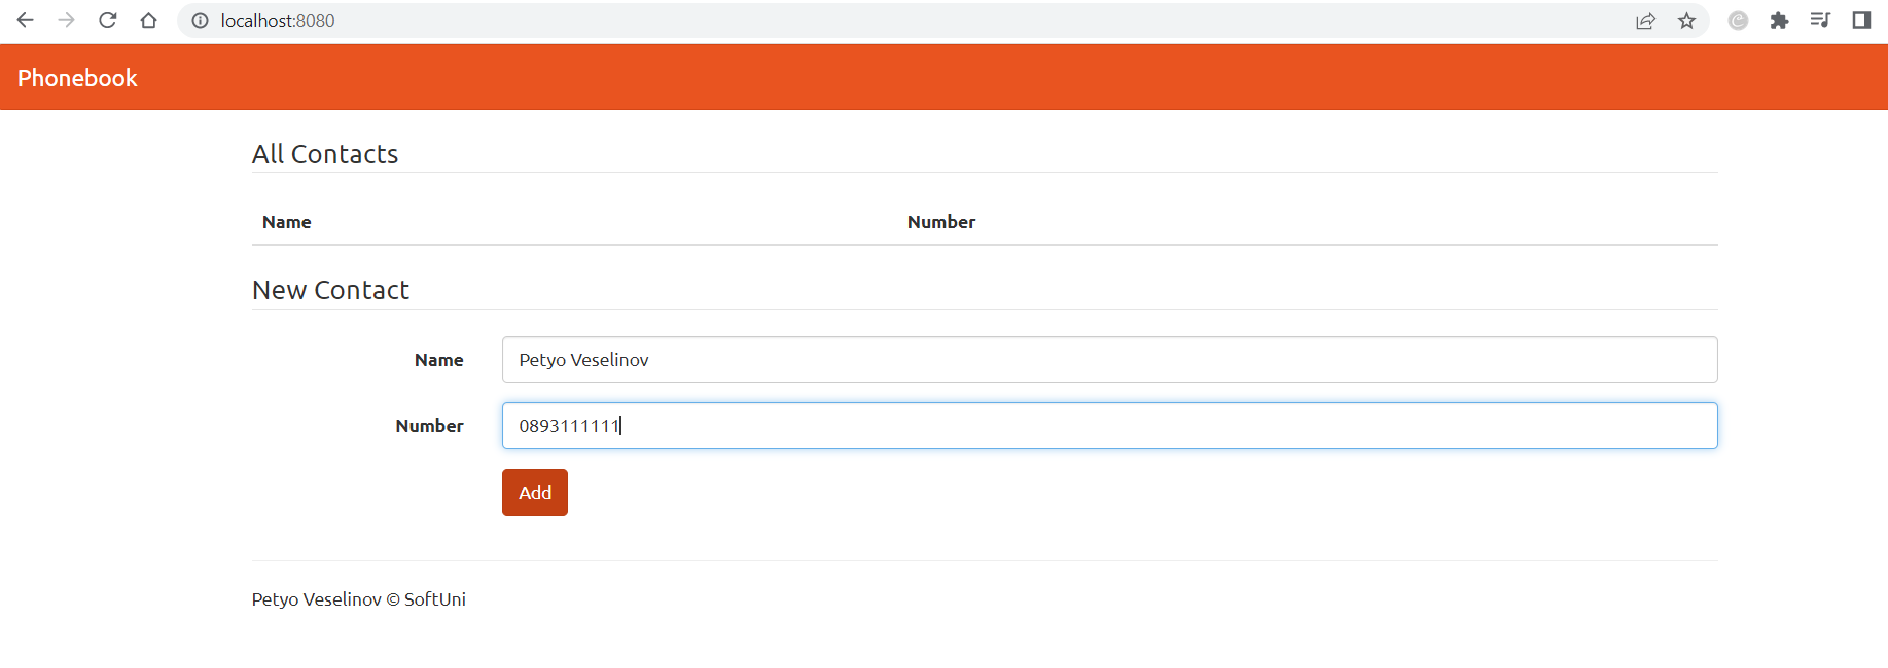 localhost:8080
Phonebook
All Contacts
Name Number
New Contact
Name Petyo Veselinov
Number 0893111111
Add
Petyo Veselinov © SoftUni